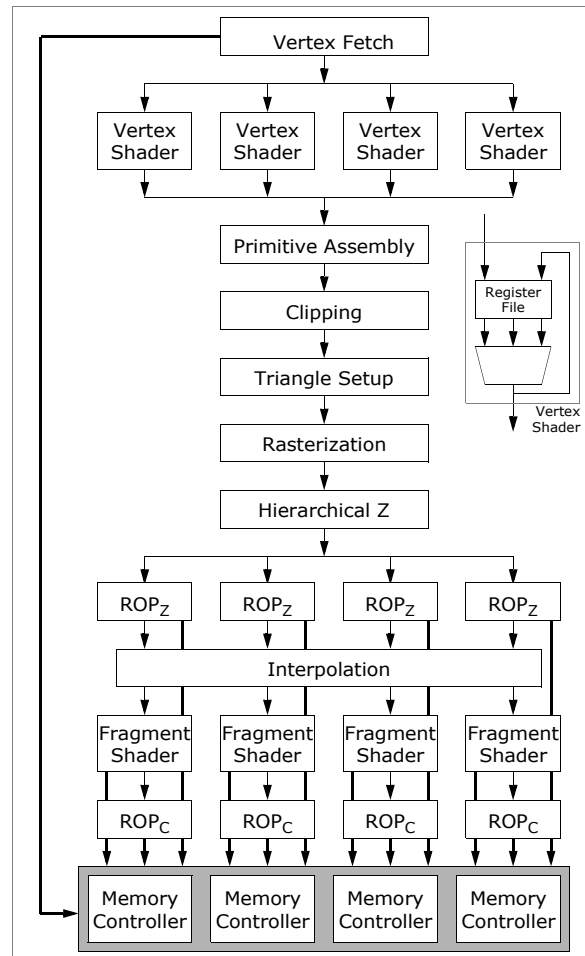 Vertex Fetch
Vertex
Shader
Vertex
Shader
Vertex
Shader
Vertex
Shader
Primitive Assembly
Clipping
Triangle Setup
Rasterization
Hierarchical Z
Register
File
Vertex
Shader
ROPZ
ROPZ
ROPZ
ROPZ
Interpolation
Fragment
Shader
Fragment
Shader
Fragment
Shader
Fragment
Shader
ROPC
ROPC
ROPC
ROPC
Memory
Controller
Memory
Controller
Memory
Controller
Memory
Controller